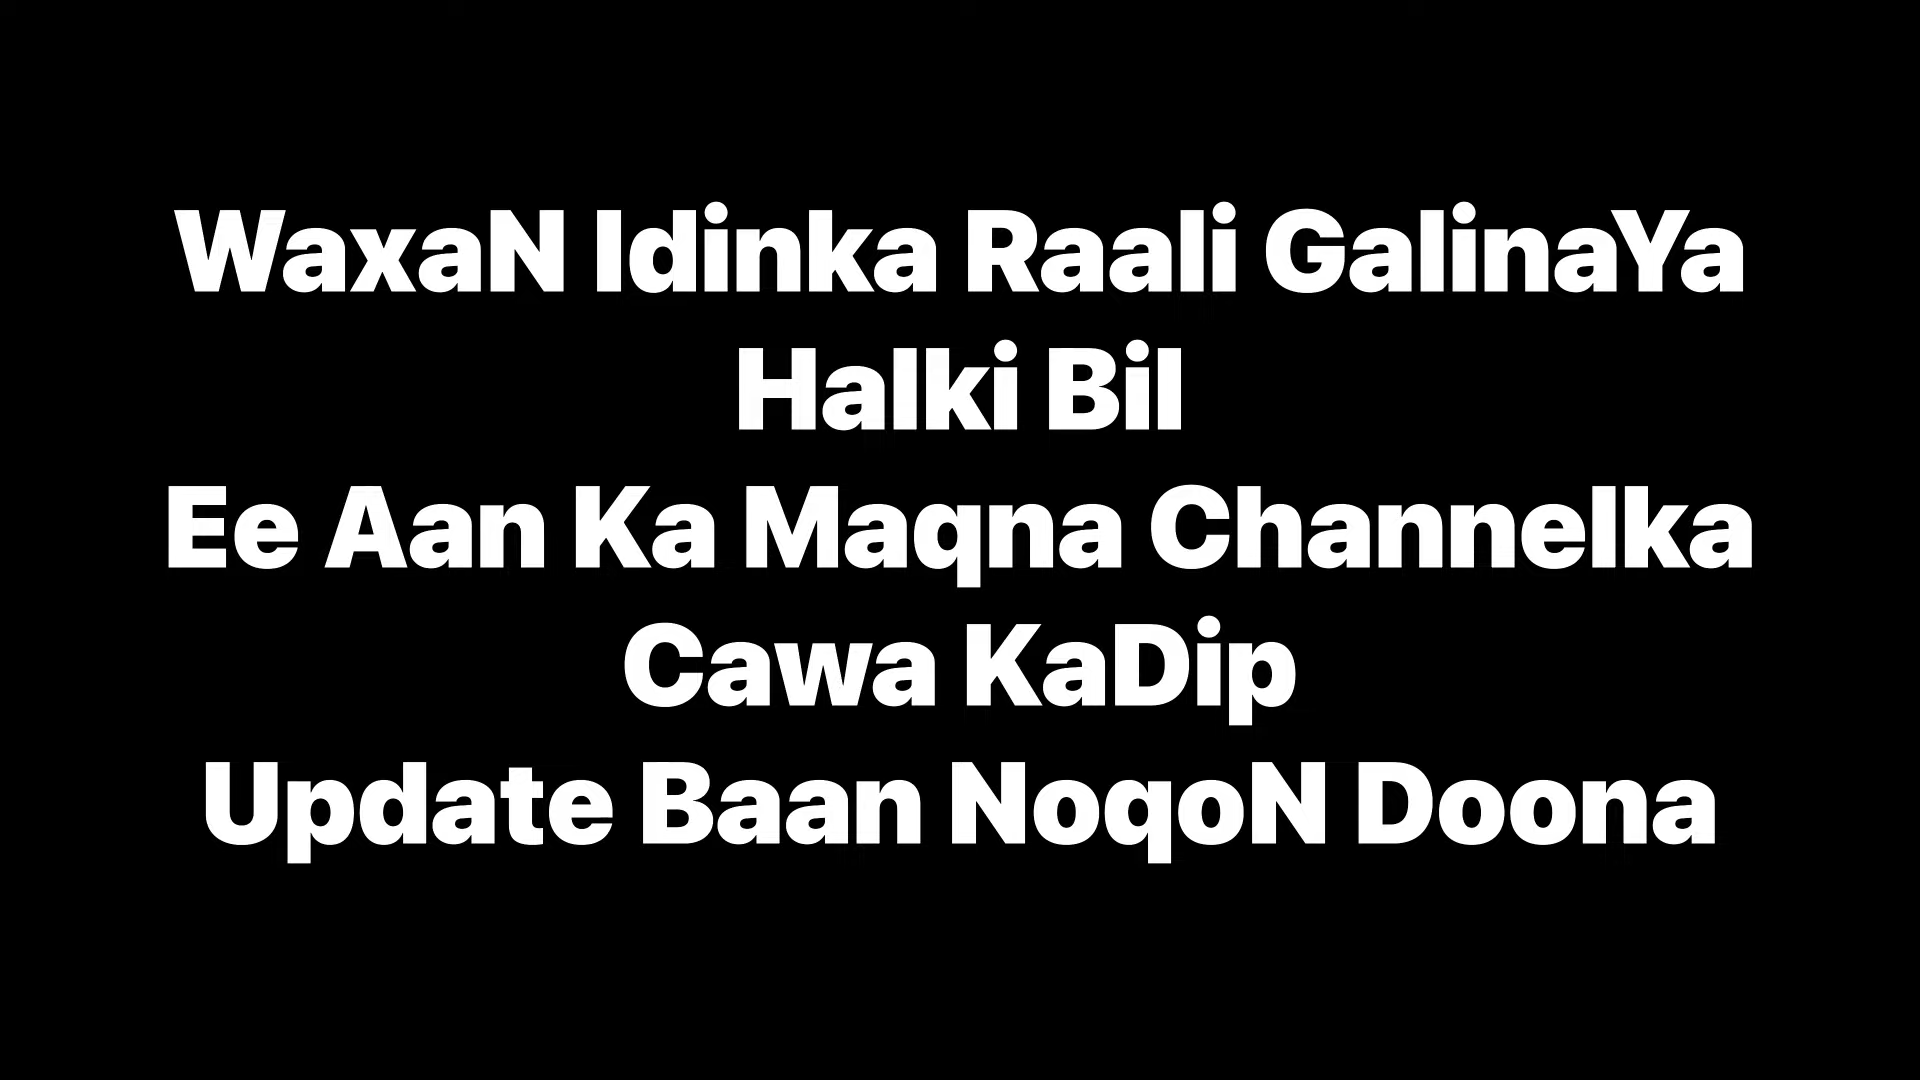 WaxaN Idinka Raali GalinaYa
Halki Bil
Ee Aan Ka Maqna Channelka
Cawa KaDip
Update Baan NoqoN Doona